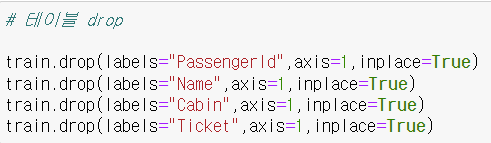 # 테이블 drop
train.drop(labels="PassengerId",axis=1,inplace=True)
train.drop(labels="Name",axis=1,inplace=True)
train.drop(labels="Cabin",axis=1,inplace=True)
train.drop(labels="Ticket",axis=1,inplace=True)